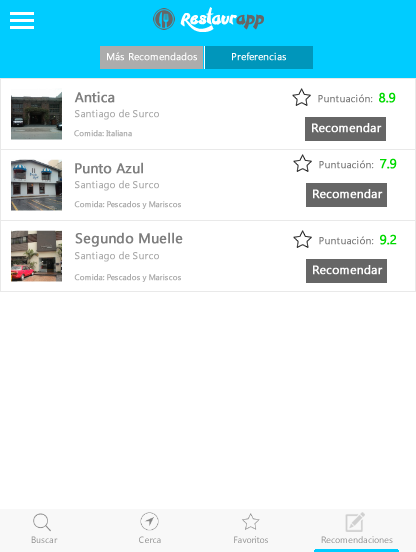 Restaurapp
Más Recomendados
Preferencias
Antica
Santiago de Surco
Comida: Italiana
Puntuación: 8.9
Recomendar
Punto Azul
Santiago de Surco
Comida: Pescados y Mariscos
Puntuación: 7.9
Recomendar
Segundo Muelle
Santiago de Surco
Comida: Pescados y Mariscos
Puntuación: 9.2
Recomendar
Buscar
Cerca
Favoritos
Recomendaciones